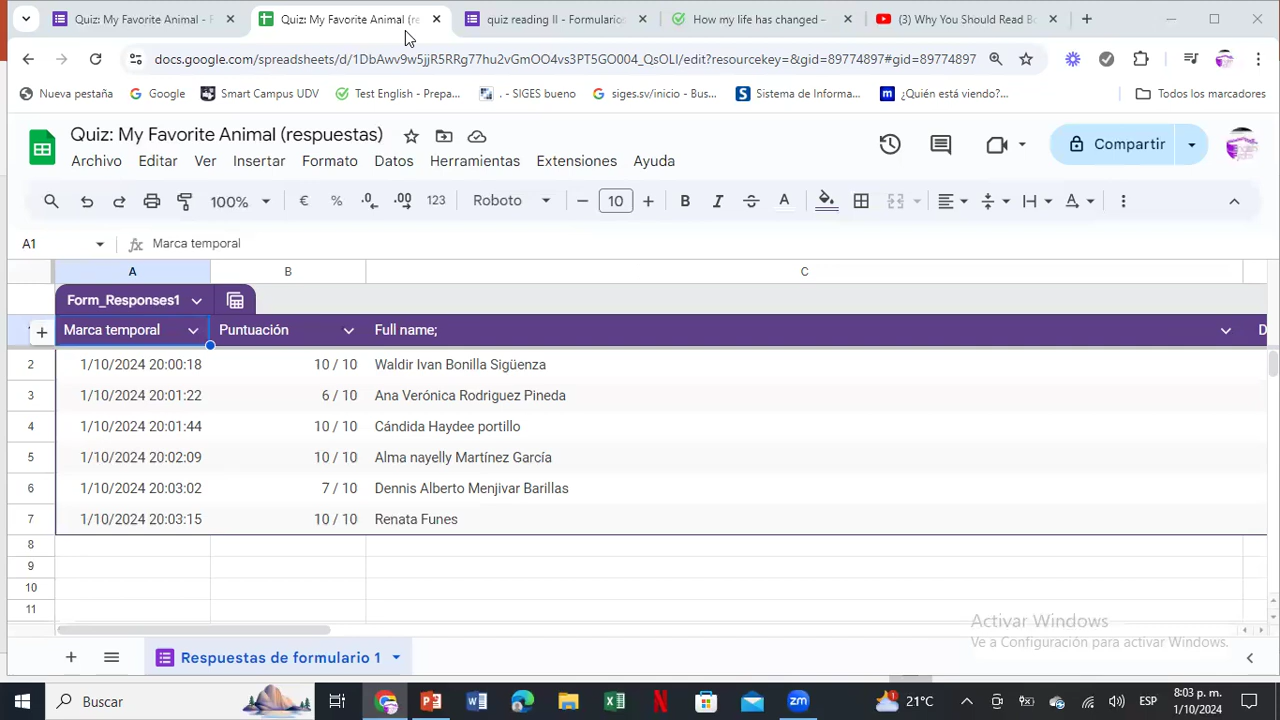 Quiz: My Favorite Animal - F
Quiz: My Favorite Animal (re
quiz reading II - Formularios
How my life has changed –
(3) Why You Should Read Bo
docs.google.com/spreadsheets/d/1DbAwv9w5jjR5RRg77hu2vGmOO4vs3PT5GO004_QsOLI/edit?resourcekey=&gid=89774897#gid=89774897
Nueva pestaña
Google
Smart Campus UDV
Test English - Prepa...
. - SIGES bueno
siges.sv/inicio - Bus...
Sistema de Informa...
¿Quién está viendo?...
Todos los marcadores
Quiz: My Favorite Animal (respuestas)
Archivo Editar Ver Insertar Formato Datos Herramientas Extensiones Ayuda
Compartir
100% € % .0 .00 123 Roboto 10 B I A
A1 fx Marca temporal
A B C
Form_Responses1
1 Marca temporal Puntuación Full name; D
2 1/10/2024 20:00:18 10 / 10 Waldir Ivan Bonilla Sigüenza
3 1/10/2024 20:01:22 6 / 10 Ana Verónica Rodriguez Pineda
4 1/10/2024 20:01:44 10 / 10 Cándida Haydee portillo
5 1/10/2024 20:02:09 10 / 10 Alma nayelly Martínez García
6 1/10/2024 20:03:02 7 / 10 Dennis Alberto Menjivar Barillas
7 1/10/2024 20:03:15 10 / 10 Renata Funes
8
9
10
11
Activar Windows
Ve a Configuración para activar Windows.
Respuestas de formulario 1
Buscar
21°C
ESP
8:03 p. m.
1/10/2024